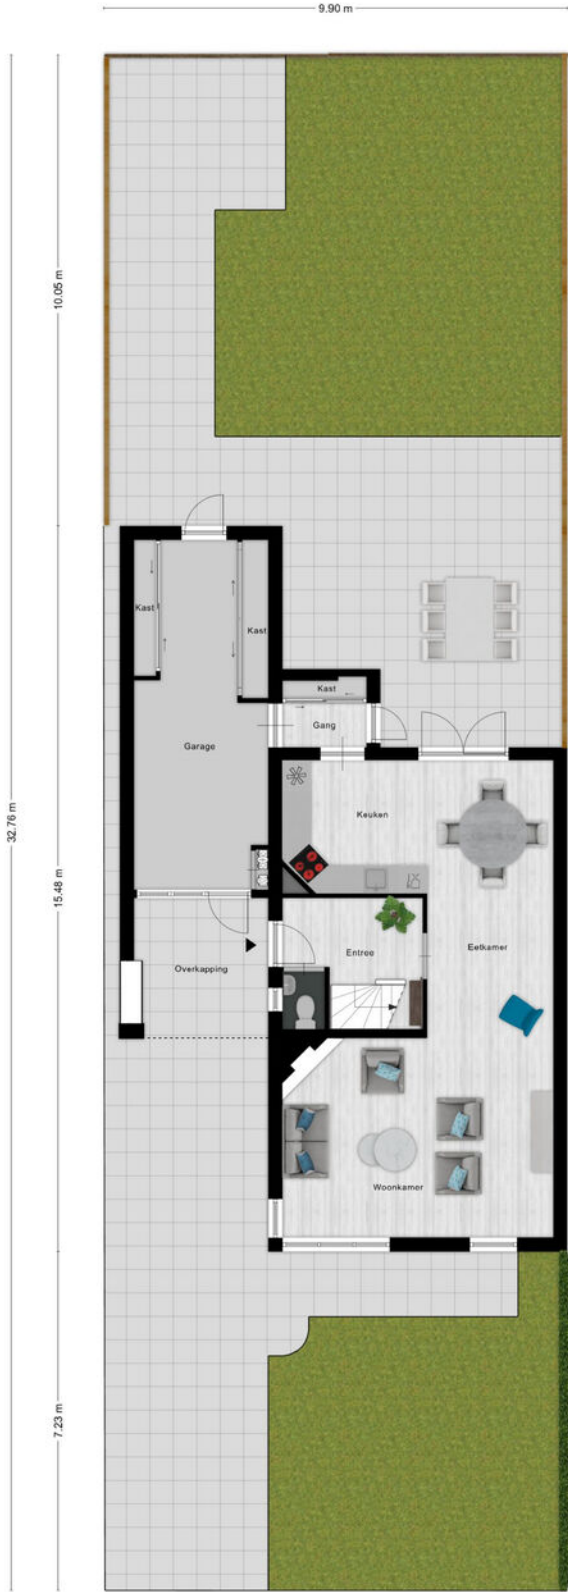 9.90 m
10.05 m
Kast
Kast
Kast
Gang
Garage
32.76 m
Keuken
15,48 m
Entree
Eetkamer
Overkapping
Woonkamer
7.23 m